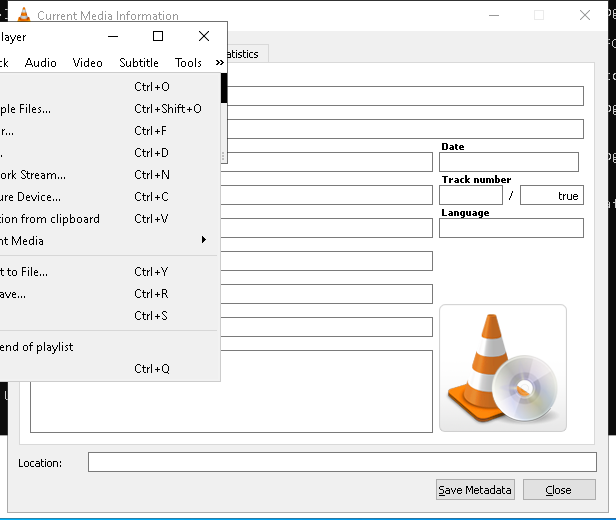 Current Media Information
layer
ck Audio Video Subtitle Tools »
atistics
Ctrl+O
ple Files... Ctrl+Shift+O
r... Ctrl+F
. Ctrl+D
ork Stream... Ctrl+N
ure Device... Ctrl+C
tion from clipboard Ctrl+V
nt Media
t to File... Ctrl+Y
ave... Ctrl+R
Ctrl+S
end of playlist
Ctrl+Q
Date
Track number
/ true
Language
Location:
Save Metadata Close